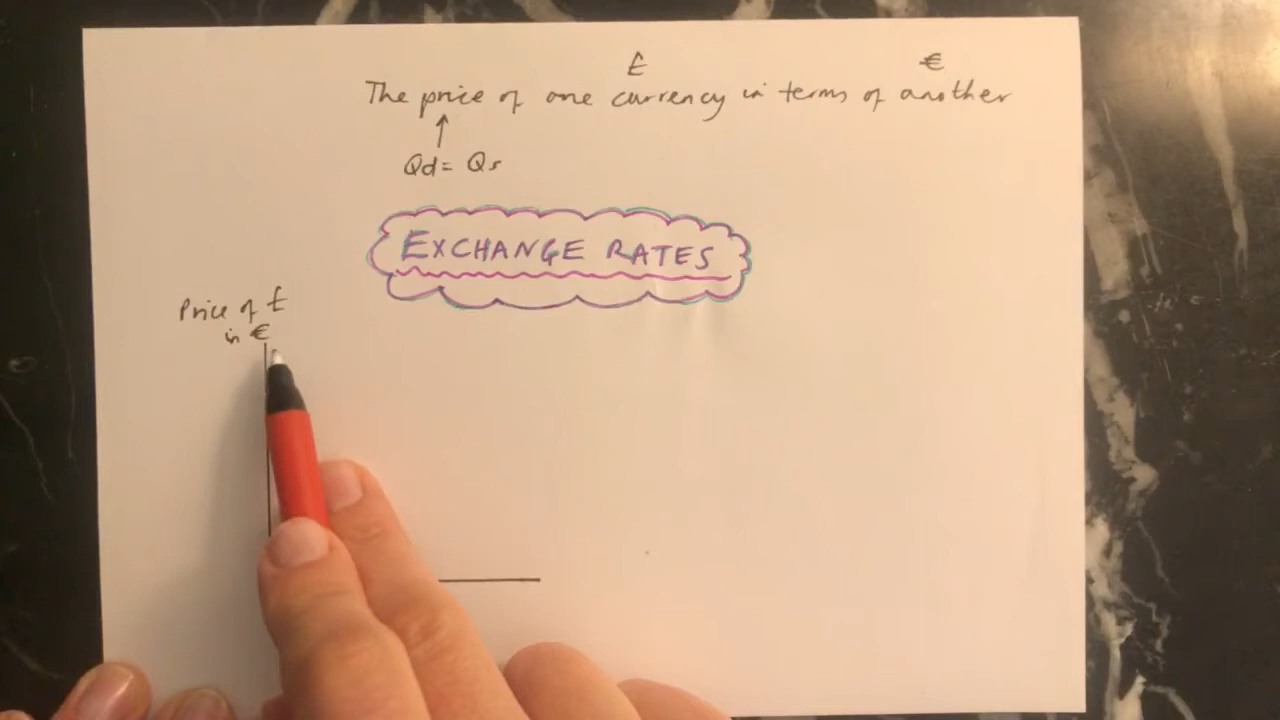 £ €
The price of one currency in terms of another
↑
Qd = Qs
EXCHANGE RATES
Price of £
in €